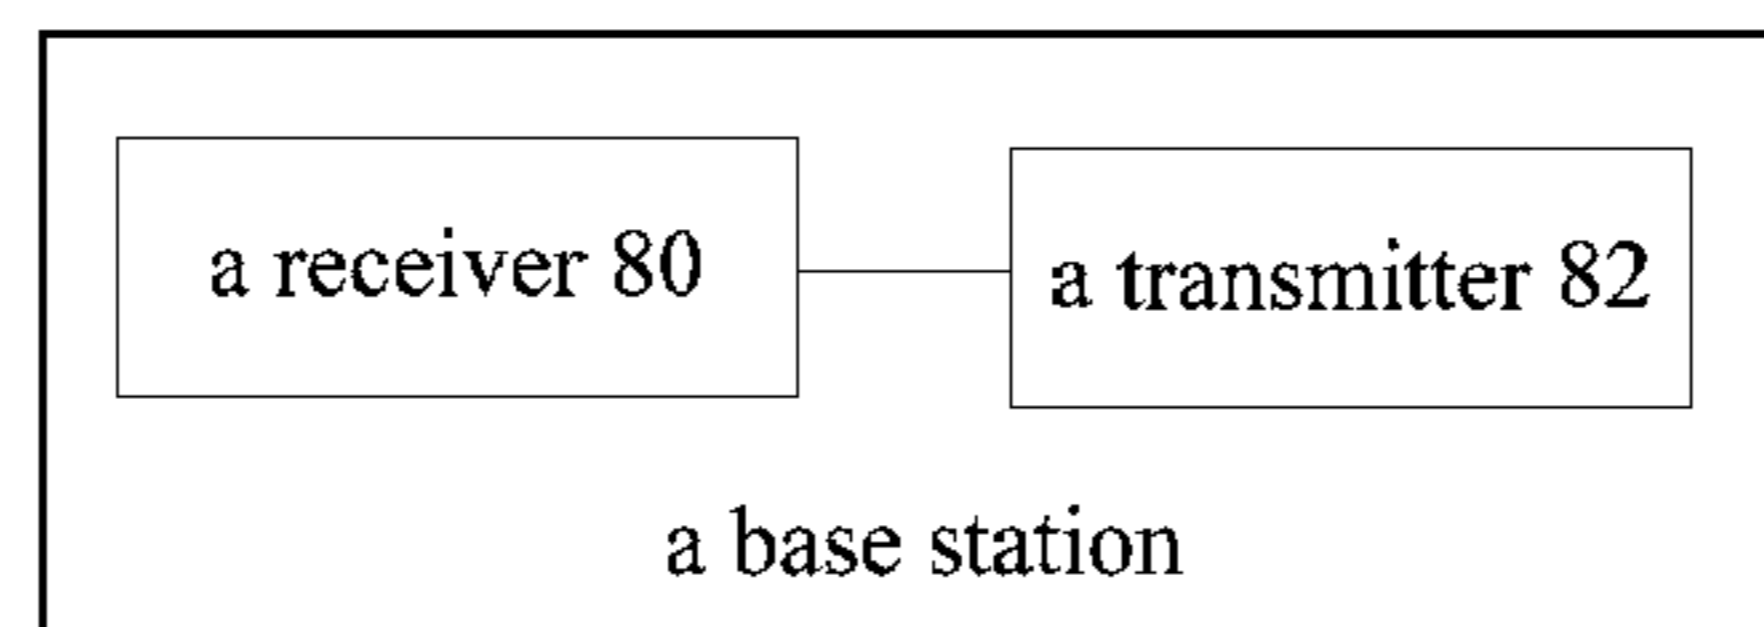 a receiver 80
a transmitter 82
a base station